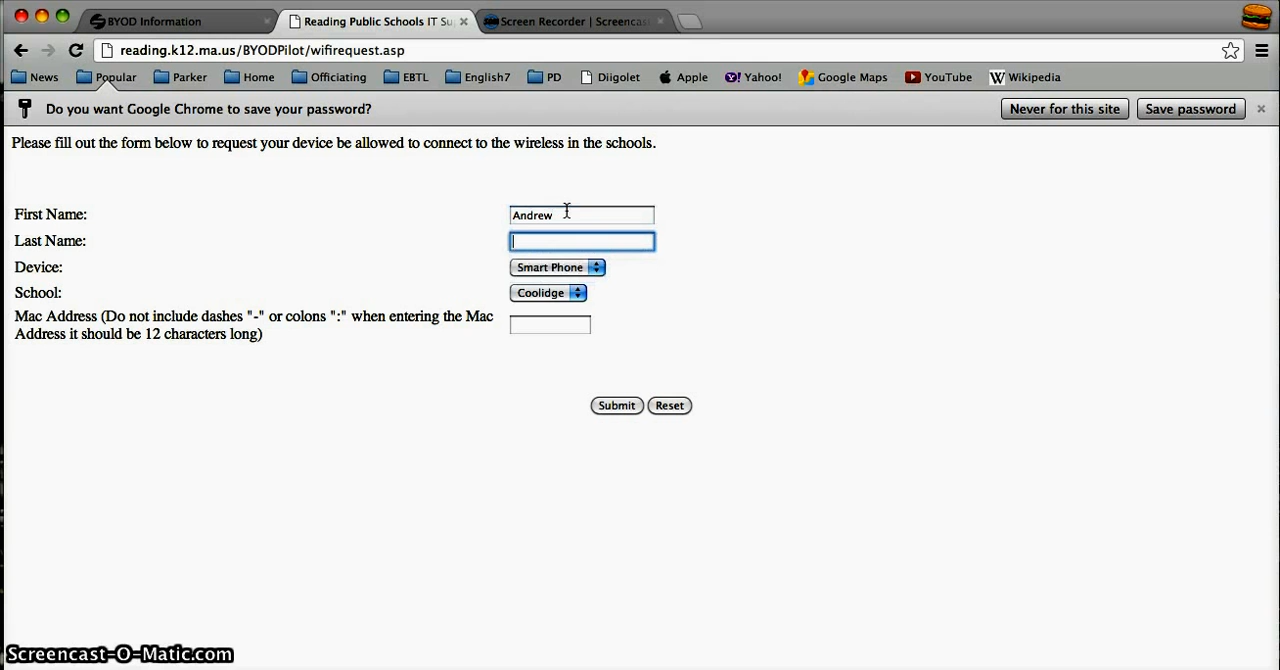 BYOD Information
Reading Public Schools IT Su
Screen Recorder | Screencas
reading.k12.ma.us/BYODPilot/wifirequest.asp
News Popular Parker Home Officiating EBTL English7 PD Diigolet Apple Yahoo! Google Maps YouTube Wikipedia
Do you want Google Chrome to save your password? Never for this site Save password
Please fill out the form below to request your device be allowed to connect to the wireless in the schools.
First Name: Andrew
Last Name:
Device: Smart Phone
School: Coolidge
Mac Address (Do not include dashes "-" or colons ":" when entering the Mac
Address it should be 12 characters long)
Submit Reset
Screencast-O-Matic.com